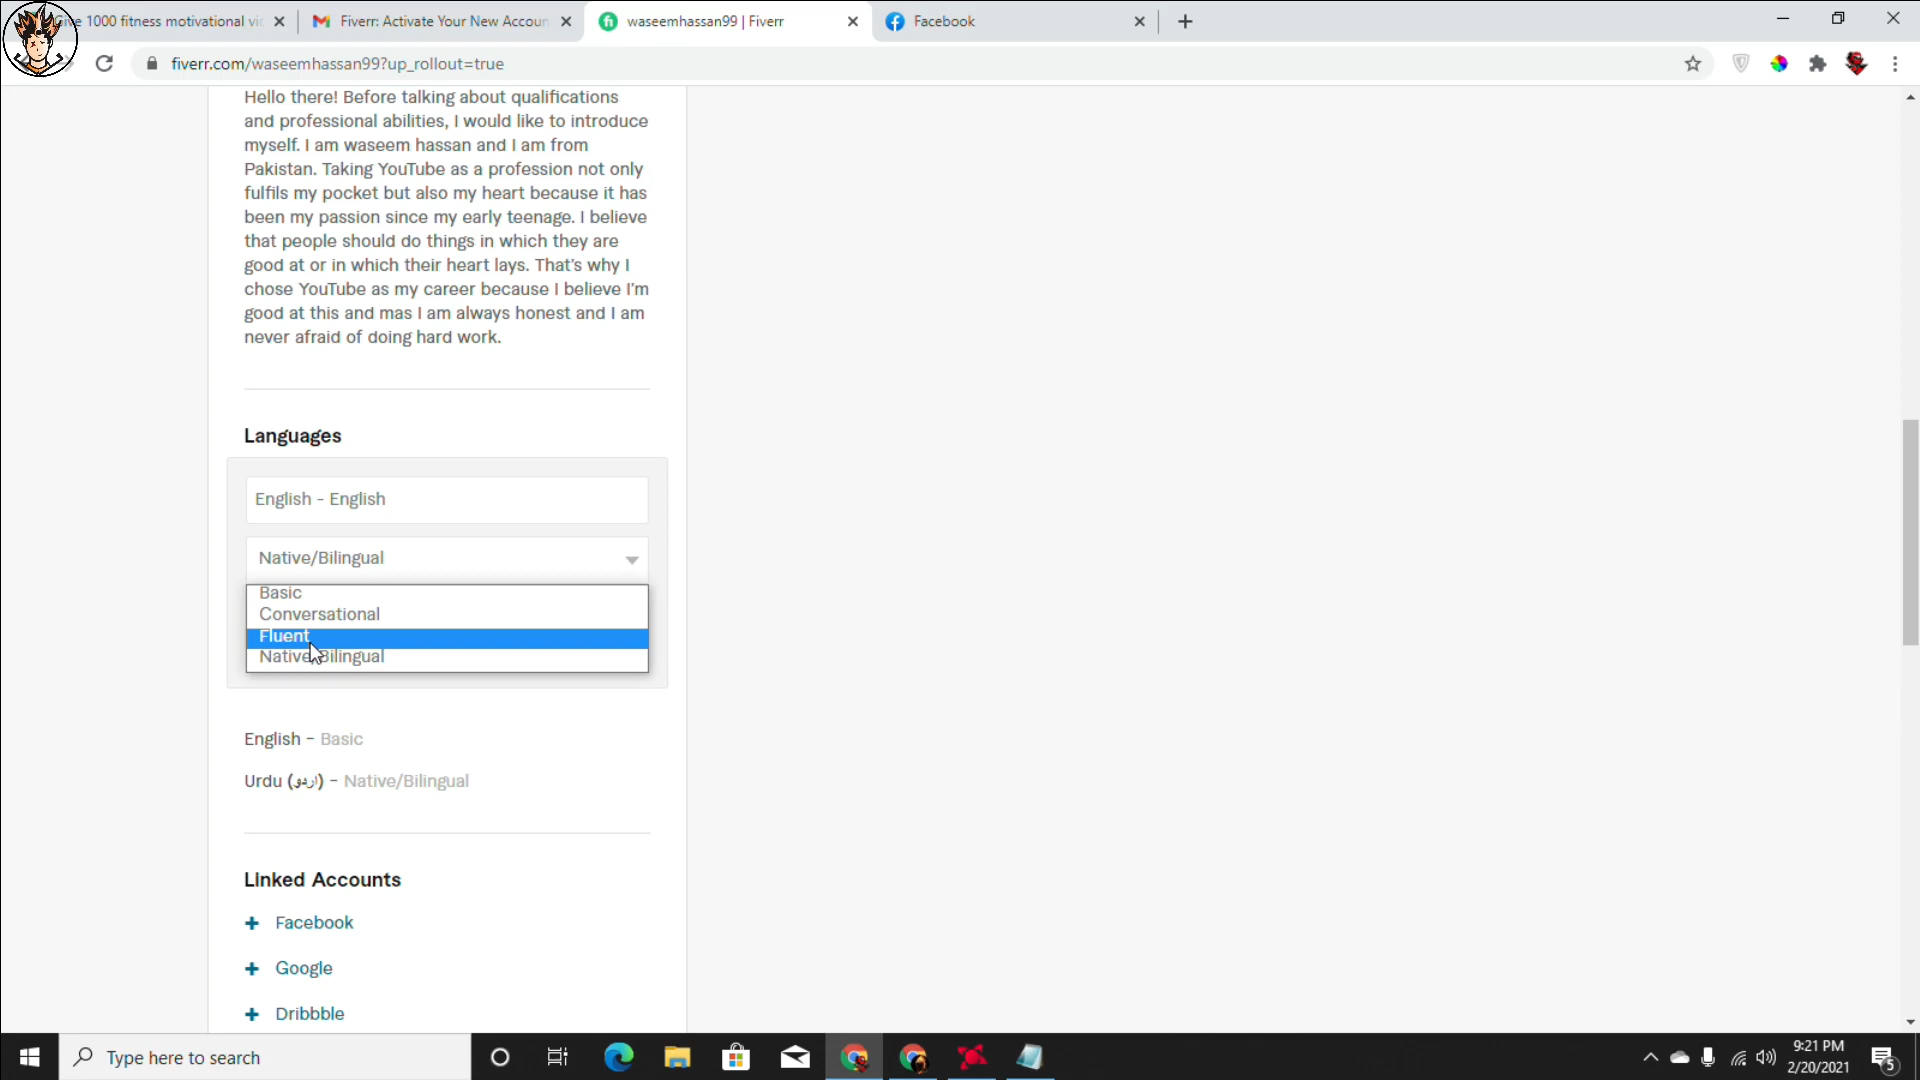 Give 1000 fitness motivational vi
Fiverr: Activate Your New Accoun
waseemhassan99 | Fiverr
Facebook
fiverr.com/waseemhassan99?up_rollout=true
Hello there! Before talking about qualifications
and professional abilities, I would like to introduce
myself. I am waseem hassan and I am from
Pakistan. Taking YouTube as a profession not only
fulfils my pocket but also my heart because it has
been my passion since my early teenage. I believe
that people should do things in which they are
good at or in which their heart lays. That's why I
chose YouTube as my career because I believe I'm
good at this and mas I am always honest and I am
never afraid of doing hard work.
Languages
English - English
Native/Bilingual
Basic
Conversational
Fluent
Native/Bilingual
English - Basic
Urdu (اردو) - Native/Bilingual
Linked Accounts
+ Facebook
+ Google
+ Dribbble
Type here to search
9:21 PM
2/20/2021
5